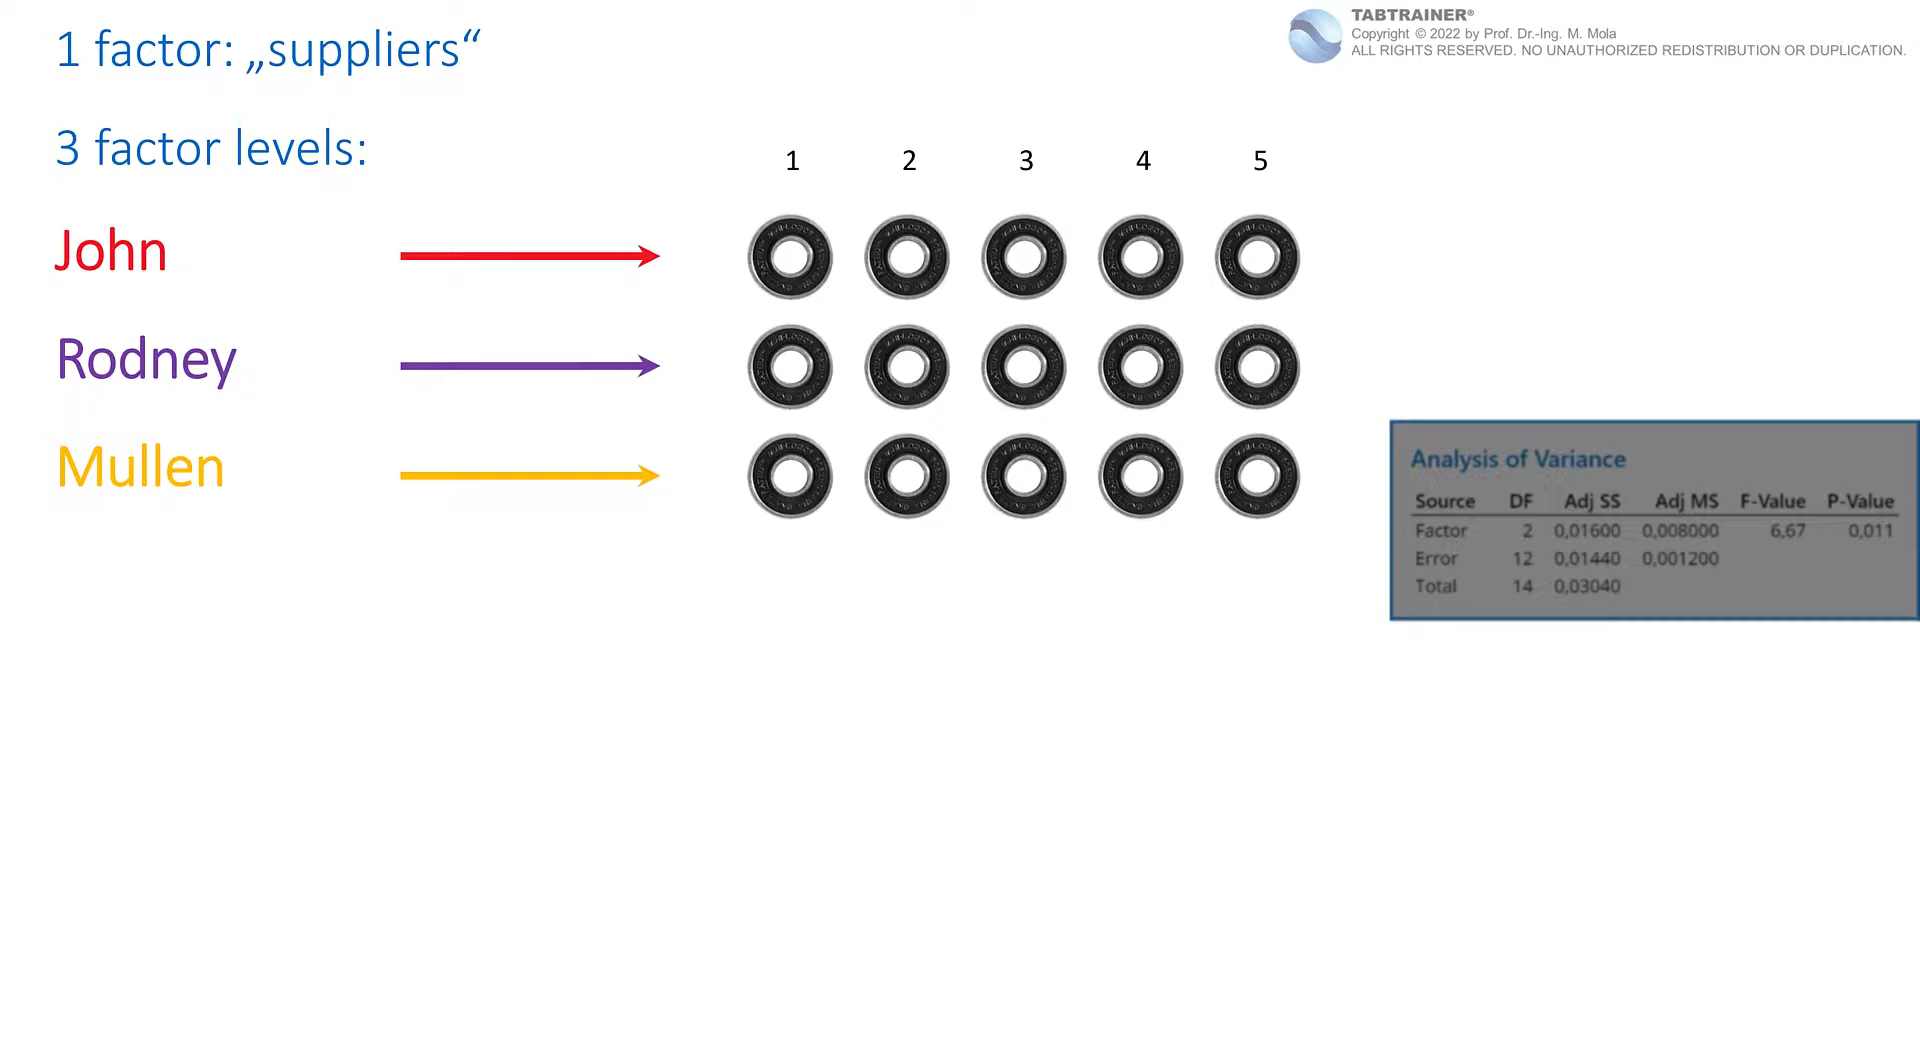 1 factor: „suppliers“
TABTRAINER®
Copyright © 2022 by Prof. Dr.-Ing. M. Mola
ALL RIGHTS RESERVED. NO UNAUTHORIZED REDISTRIBUTION OR DUPLICATION.
3 factor levels:
1 2 3 4 5
John
Rodney
Mullen
Analysis of Variance
Source DF Adj SS Adj MS F-Value P-Value
Factor 2 0,01600 0,008000 6,67 0,011
Error 12 0,01440 0,001200
Total 14 0,03040